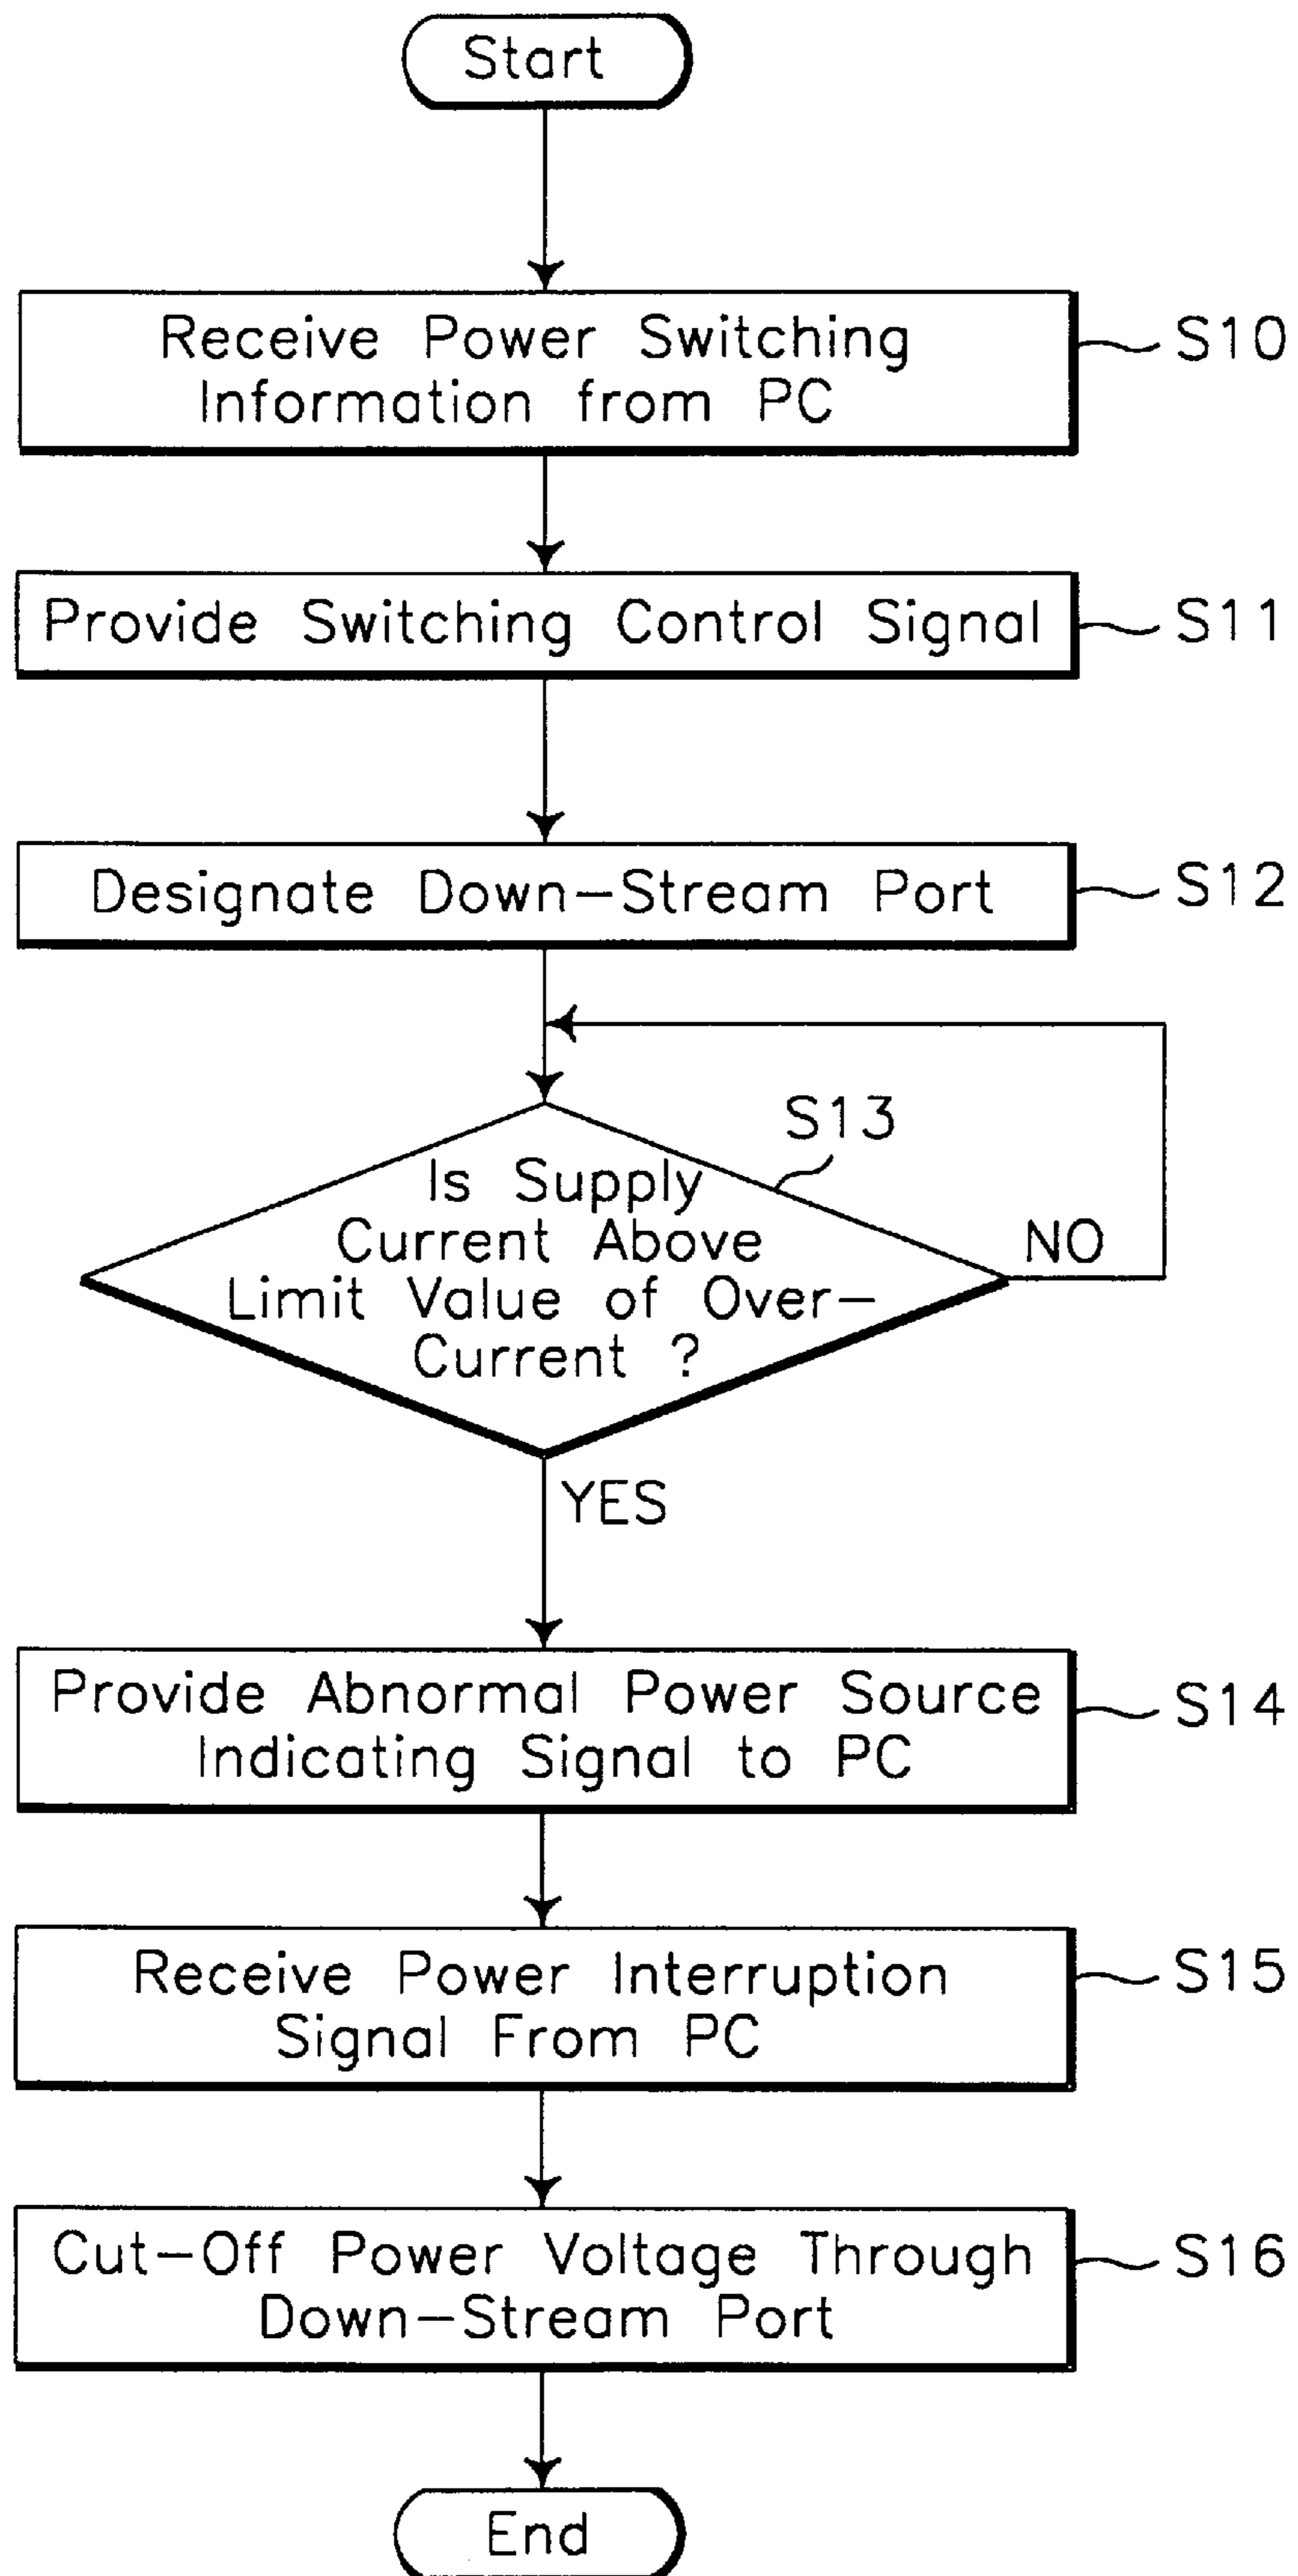 Start
Receive Power Switching
Information from PC
S10
Provide Switching Control Signal
S11
Designate Down-Stream Port
S12
S13
Is Supply
Current Above
Limit Value of Over-
Current ?
NO
YES
Provide Abnormal Power Source
Indicating Signal to PC
S14
Receive Power Interruption
Signal From PC
S15
Cut-Off Power Voltage Through
Down-Stream Port
S16
End